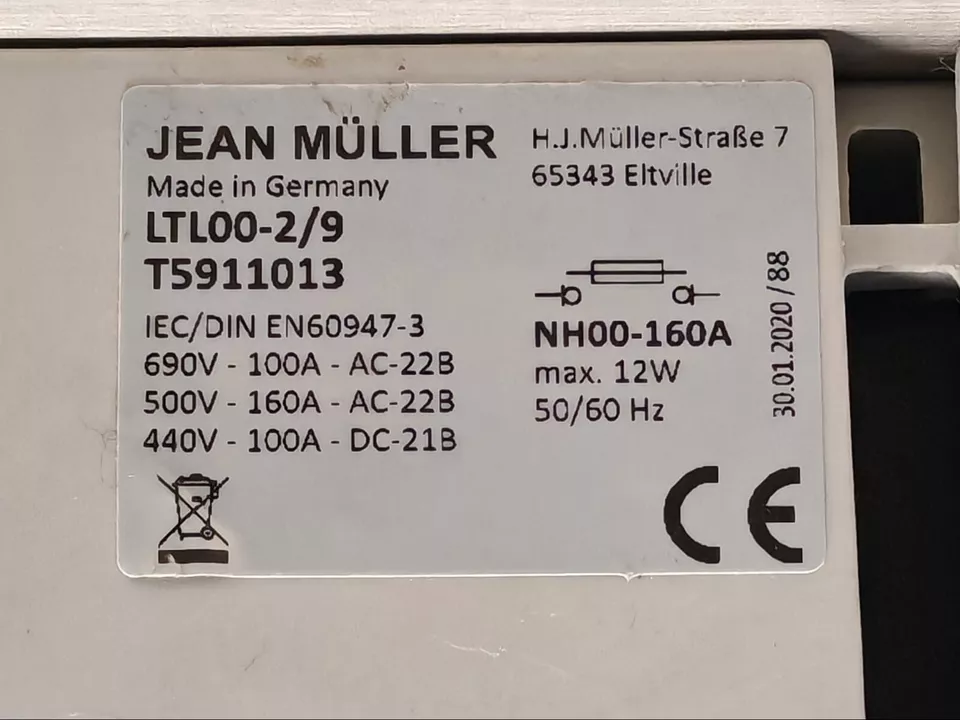 JEAN MÜLLER
Made in Germany
LTL00-2/9
T5911013
IEC/DIN EN60947-3
690V - 100A - AC-22B
500V - 160A - AC-22B
440V - 100A - DC-21B
H.J.Müller-Straße 7
65343 Eltville
NH00-160A
max. 12W
50/60 Hz
30.01.2020/88
CE